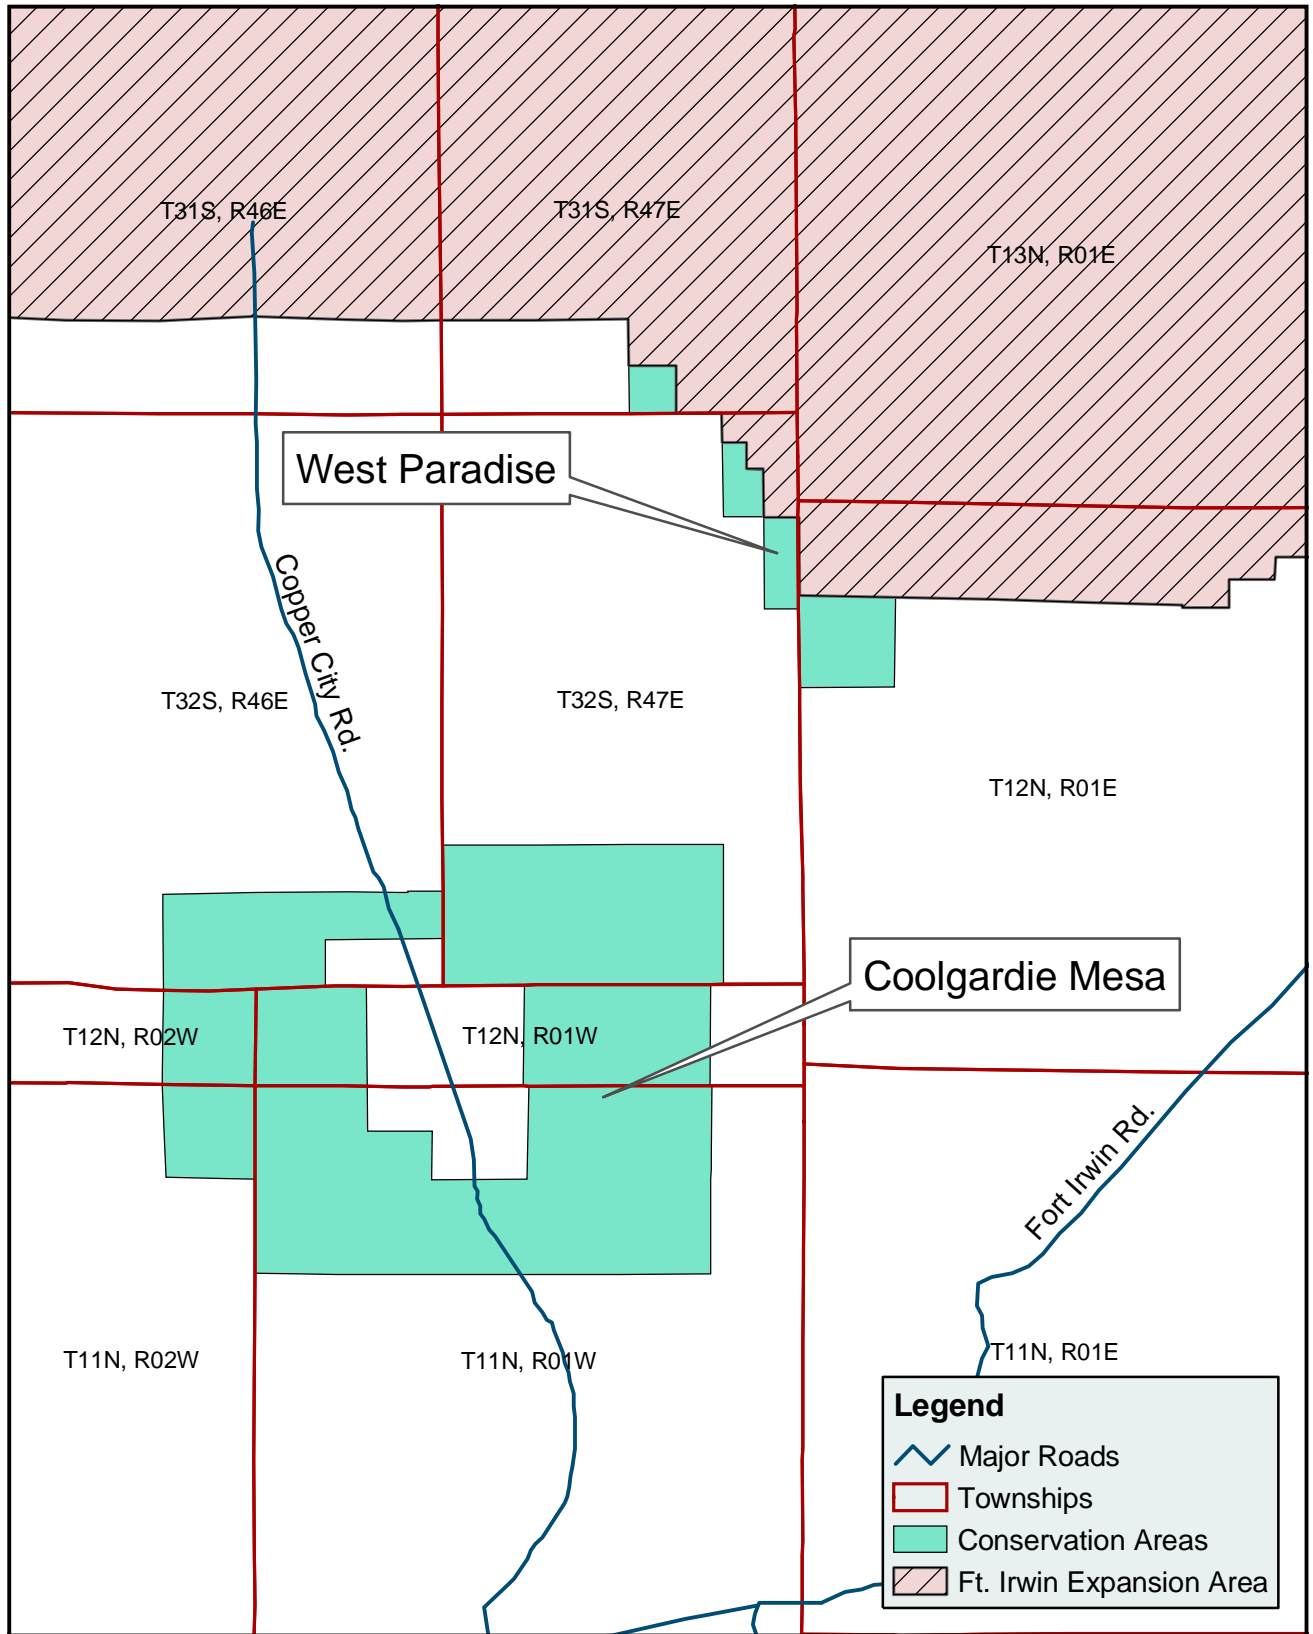 T31S, R46E
T31S, R47E
T13N, R01E
West Paradise
Copper City Rd.
T32S, R46E
T32S, R47E
T12N, R01E
Coolgardie Mesa
T12N, R02W
T12N, R01W
Fort Irwin Rd.
T11N, R02W
T11N, R01W
T11N, R01E
Legend
Major Roads
Townships
Conservation Areas
Ft. Irwin Expansion Area